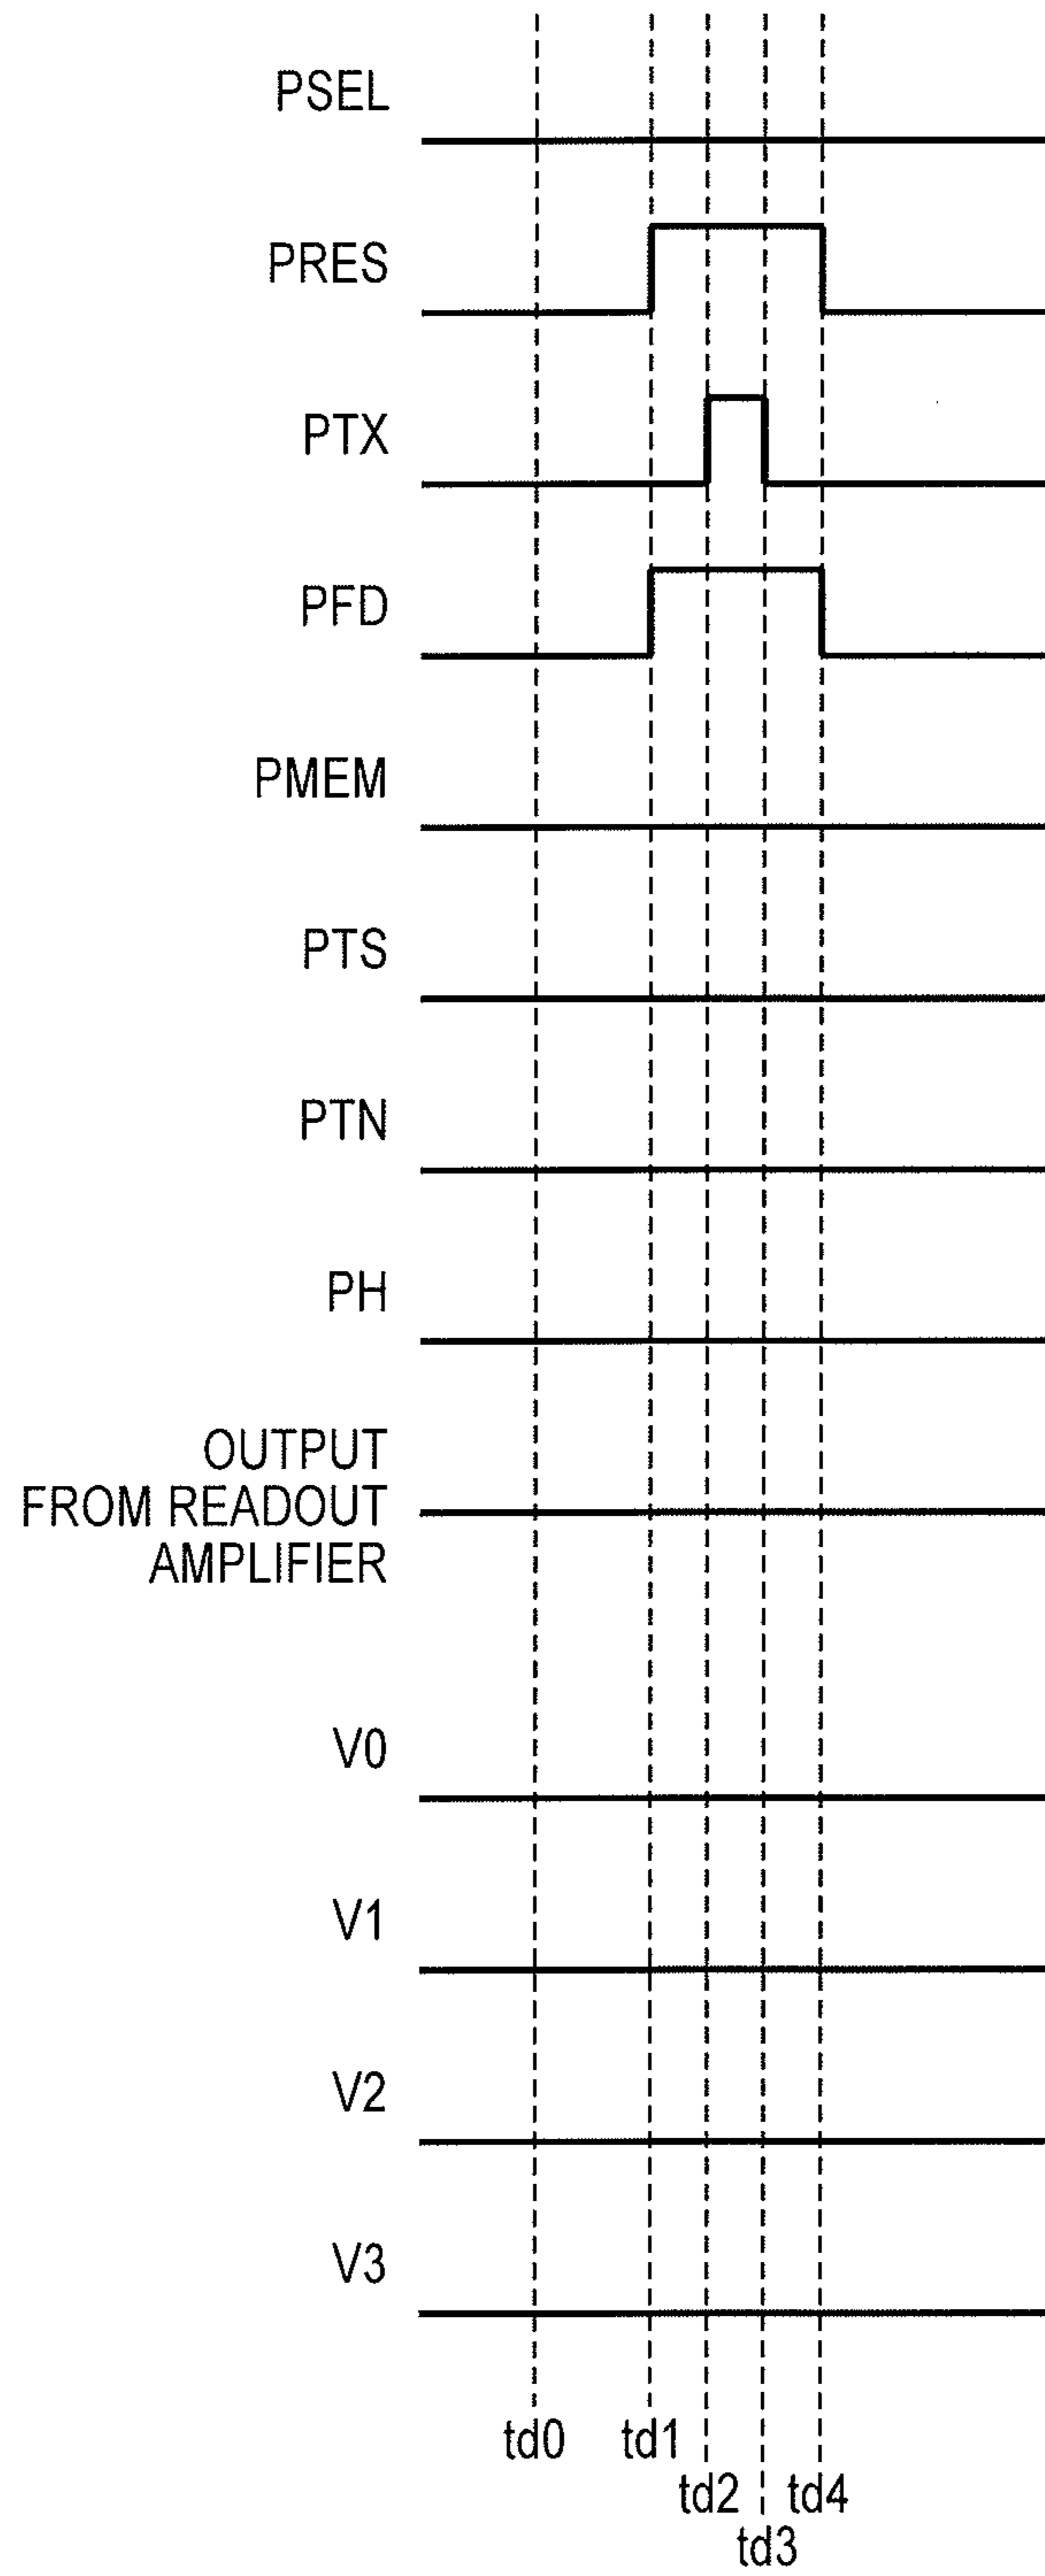 PSEL
PRES
PTX
PFD
PMEM
PTS
PTN
PH
OUTPUT
FROM READOUT
AMPLIFIER
V0
V1
V2
V3
td0
td1
td2
td3
td4